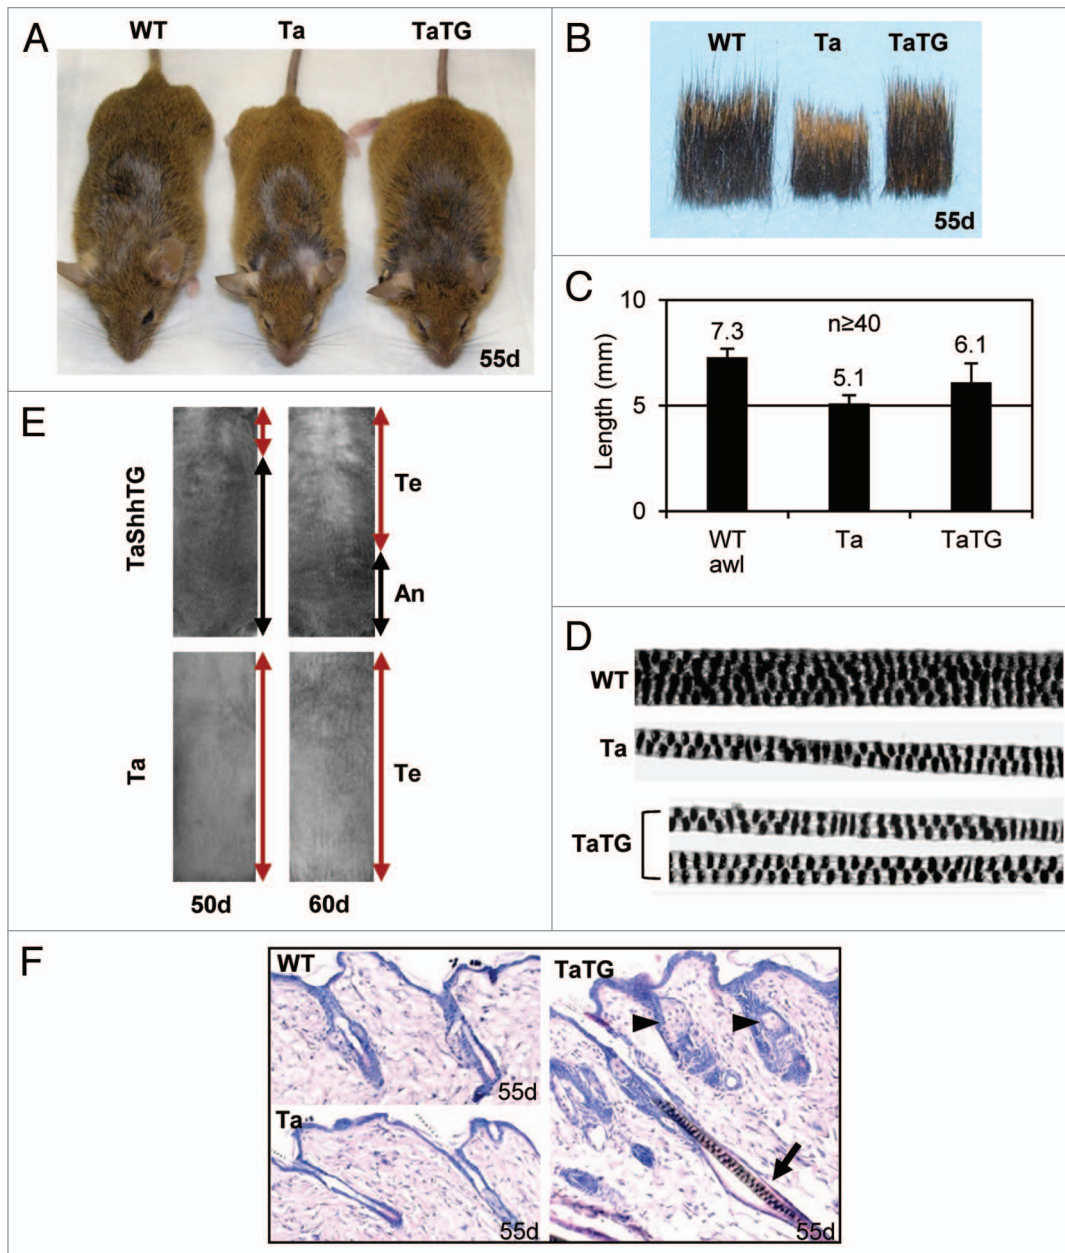 A
WT Ta TaTG
55d
B
WT Ta TaTG
55d
C
10
5
0
Length (mm)
n≥40
7.3
5.1
6.1
WT
awl
Ta
TaTG
E
TaShhTG
Te
An
Ta
Te
50d 60d
D
WT
Ta
TaTG
F
WT
55d
Ta
55d
TaTG
55d